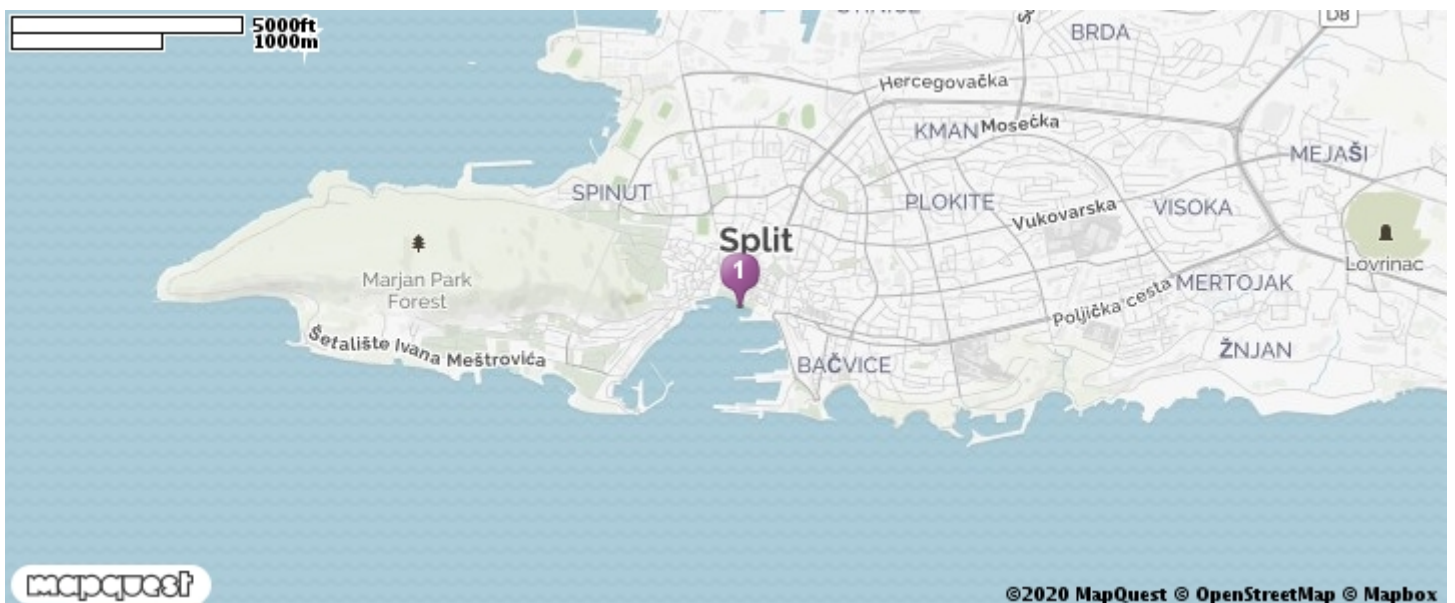 5000ft
1000m
D8
BRDA
Hercegovačka
KMAN
Mosečka
MEJAŠI
SPINUT
PLOKITE
Vukovarska
VISOKA
Split
1
Lovrinac
Marjan Park
Forest
MERTOJAK
Poljička cesta
Šetalište Ivana Meštrovića
ŽNJAN
BAČVICE
mapquest
©2020 MapQuest © OpenStreetMap © Mapbox